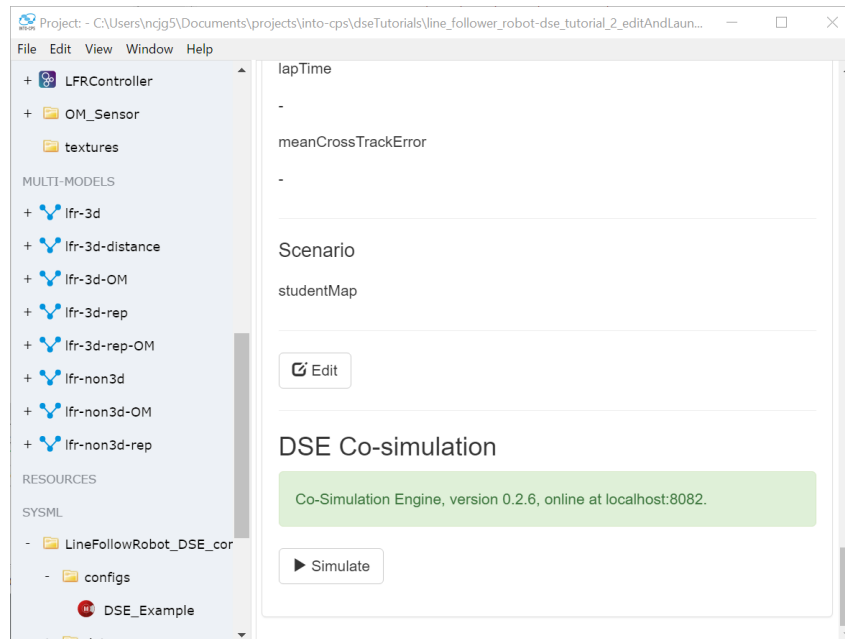 Project: - C:\Users\ncjg5\Documents\projects\into-cps\dseTutorials\line_follower_robot-dse_tutorial_2_editAndLaun...
File Edit View Window Help
+ LFRController
+ OM_Sensor
textures
MULTI-MODELS
+ lfr-3d
+ lfr-3d-distance
+ lfr-3d-OM
+ lfr-3d-rep
+ lfr-3d-rep-OM
+ lfr-non3d
+ lfr-non3d-OM
+ lfr-non3d-rep
RESOURCES
SYSML
- LineFollowRobot_DSE_cor
- configs
DSE_Example
lapTime
-
meanCrossTrackError
-
Scenario
studentMap
Edit
DSE Co-simulation
Co-Simulation Engine, version 0.2.6, online at localhost:8082.
Simulate